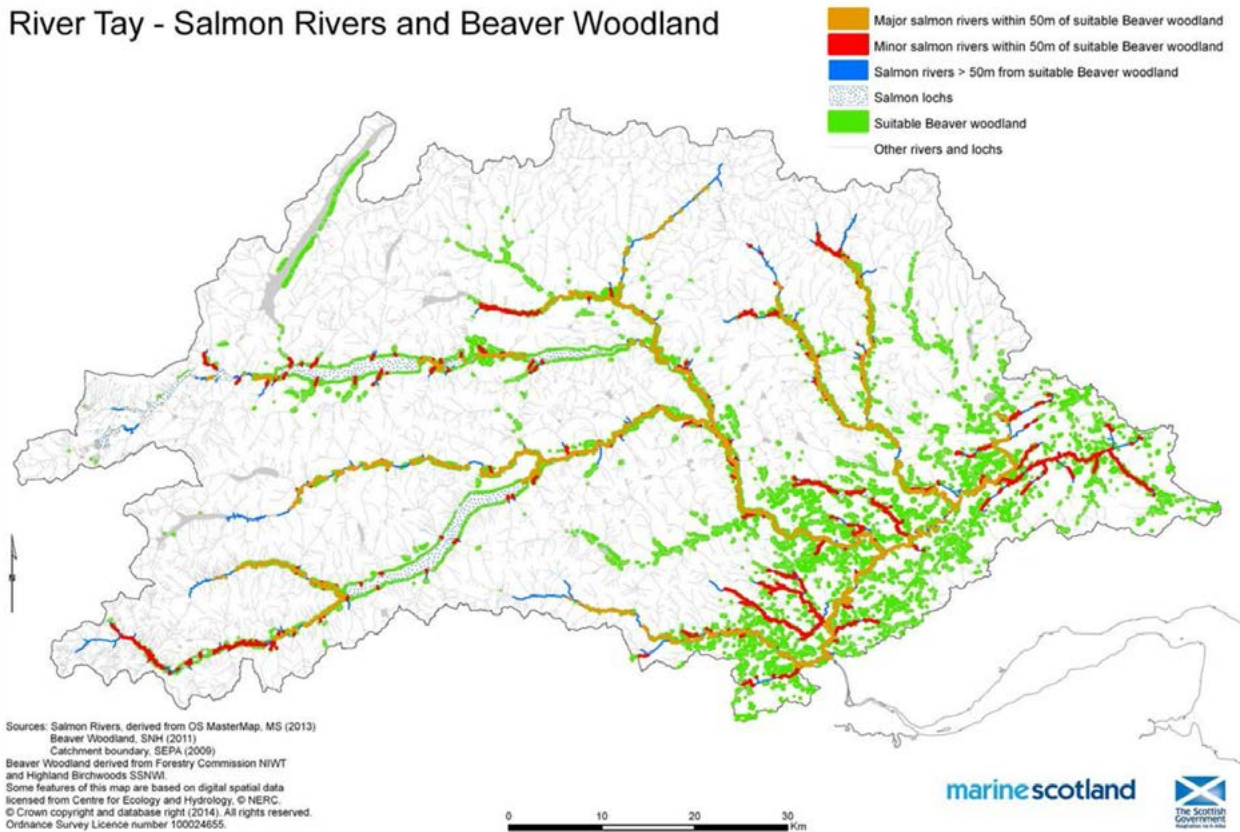 River Tay - Salmon Rivers and Beaver Woodland
Major salmon rivers within 50m of suitable Beaver woodland
Minor salmon rivers within 50m of suitable Beaver woodland
Salmon rivers > 50m from suitable Beaver woodland
Salmon lochs
Suitable Beaver woodland
Other rivers and lochs
N
Sources: Salmon Rivers, derived from OS MasterMap, MS (2013)
Beaver Woodland, SNH (2011)
Catchment boundary, SEPA (2009)
Beaver Woodland derived from Forestry Commission NIWT
and Highland Birchwoods SSNWI.
Some features of this map are based on digital spatial data
licensed from Centre for Ecology and Hydrology, © NERC.
© Crown copyright and database right (2014). All rights reserved.
Ordnance Survey Licence number 100024655.
0 10 20 30
Km
marinescotland
The Scottish
Government